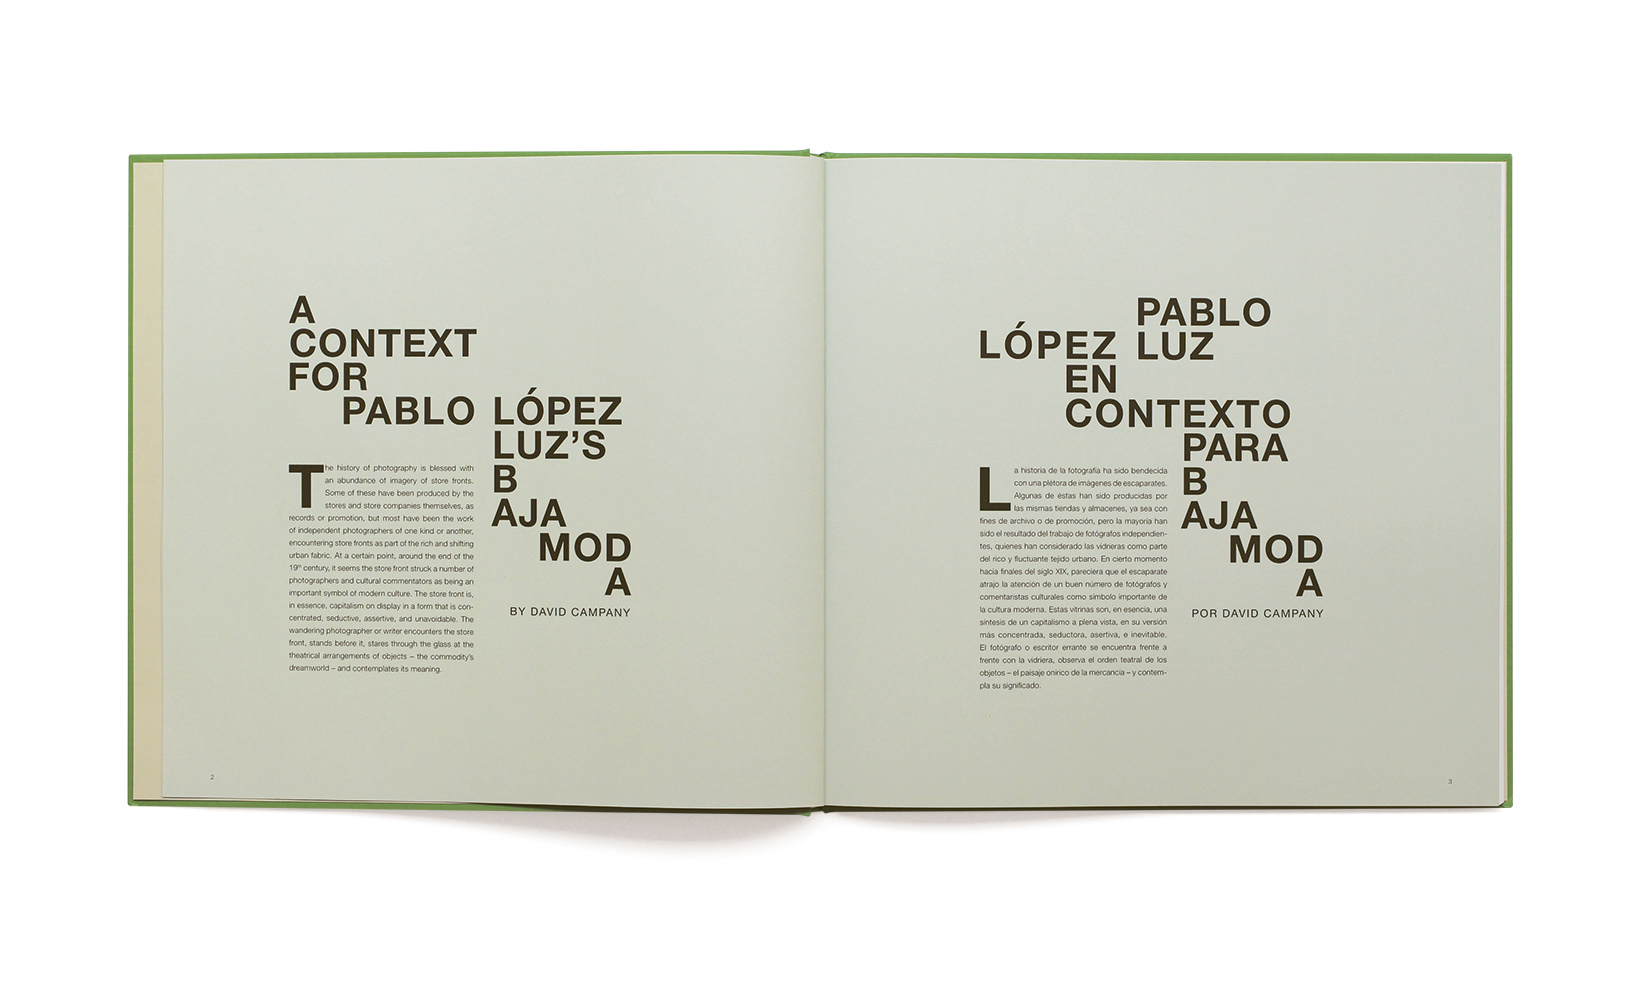 A
CONTEXT
FOR
PABLO LÓPEZ
LUZ’S
B
AJA
MOD
A
BY DAVID CAMPANY
The history of photography is blessed with
an abundance of imagery of store fronts.
Some of these have been produced by the
stores and store companies themselves, as
records or promotion, but most have been the work
of independent photographers of one kind or another,
encountering store fronts as part of the rich and shifting
urban fabric. At a certain point, around the end of the
19th century, it seems the store front struck a number of
photographers and cultural commentators as being an
important symbol of modern culture. The store front is,
in essence, capitalism on display in a form that is con-
centrated, seductive, assertive, and unavoidable. The
wandering photographer or writer encounters the store
front, stands before it, stares through the glass at the
theatrical arrangements of objects – the commodity’s
dreamworld – and contemplates its meaning.
2
PABLO
LÓPEZ LUZ
EN
CONTEXTO
PARA
B
AJA
MOD
A
POR DAVID CAMPANY
La historia de la fotografía ha sido bendecida
con una plétora de imágenes de escaparates.
Algunas de éstas han sido producidas por
las mismas tiendas y almacenes, ya sea con
fines de archivo o de promoción, pero la mayoría han
sido el resultado del trabajo de fotógrafos independien-
tes, quienes han considerado las vidrieras como parte
del rico y fluctuante tejido urbano. En cierto momento
hacia finales del siglo XIX, pareciera que el escaparate
atrajo la atención de un buen número de fotógrafos y
comentaristas culturales como símbolo importante de
la cultura moderna. Estas vitrinas son, en esencia, una
síntesis de un capitalismo a plena vista, en su versión
más concentrada, seductora, asertiva, e inevitable.
El fotógrafo o escritor errante se encuentra frente a
frente con la vidriera, observa el orden teatral de los
objetos – el paisaje onírico de la mercancía – y contem-
pla su significado.
3